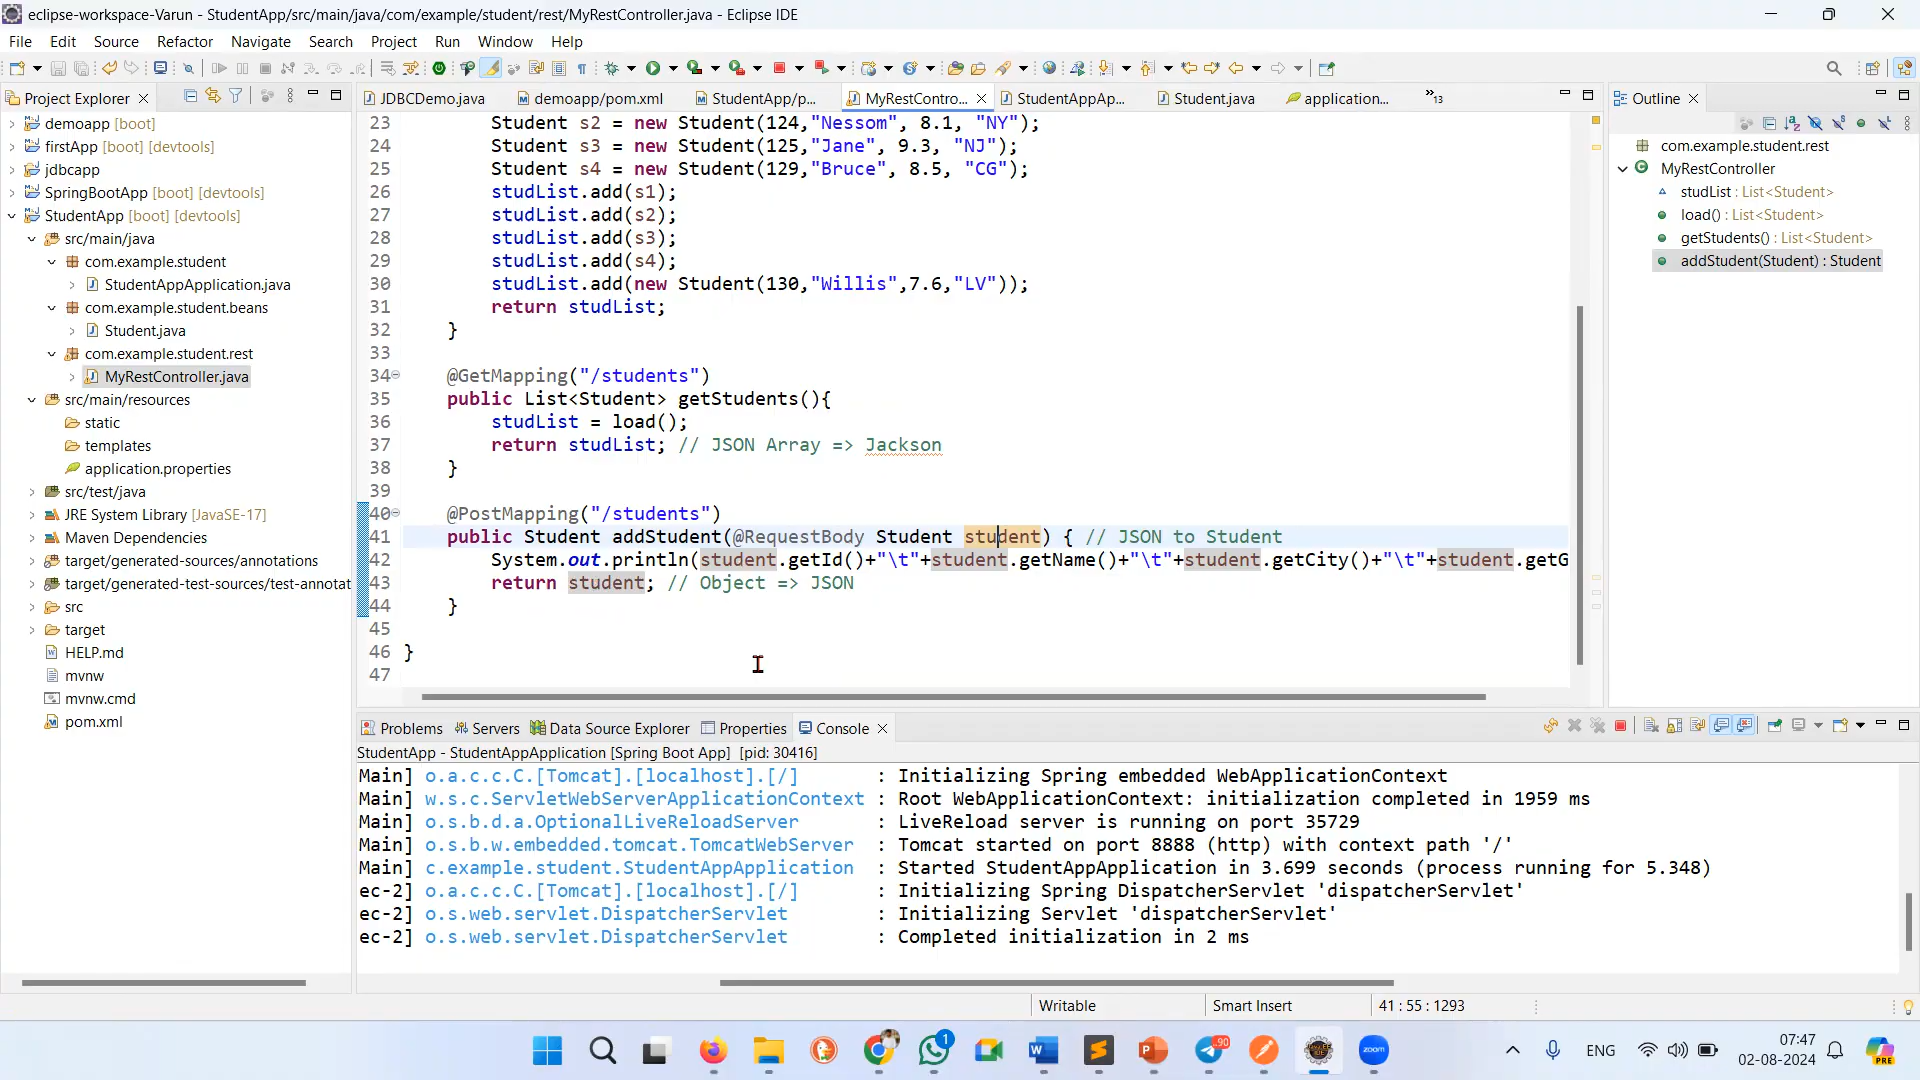 eclipse-workspace-Varun - StudentApp/src/main/java/com/example/student/rest/MyRestController.java - Eclipse IDE
File Edit Source Refactor Navigate Search Project Run Window Help
Project Explorer
demoapp [boot]
firstApp [boot] [devtools]
jdbcapp
SpringBootApp [boot] [devtools]
StudentApp [boot] [devtools]
src/main/java
com.example.student
StudentAppApplication.java
com.example.student.beans
Student.java
com.example.student.rest
MyRestController.java
src/main/resources
static
templates
application.properties
src/test/java
JRE System Library [JavaSE-17]
Maven Dependencies
target/generated-sources/annotations
target/generated-test-sources/test-annotat
src
target
HELP.md
mvnw
mvnw.cmd
pom.xml
JDBCDemo.java demoapp/pom.xml StudentApp/p... MyRestContro... StudentAppAp... Student.java application... »13
23 Student s2 = new Student(124,"Nessom", 8.1, "NY");
24 Student s3 = new Student(125,"Jane", 9.3, "NJ");
25 Student s4 = new Student(129,"Bruce", 8.5, "CG");
26 studList.add(s1);
27 studList.add(s2);
28 studList.add(s3);
29 studList.add(s4);
30 studList.add(new Student(130,"Willis",7.6,"LV"));
31 return studList;
32 }
33
34 @GetMapping("/students")
35 public List<Student> getStudents(){
36 studList = load();
37 return studList; // JSON Array => Jackson
38 }
39
40 @PostMapping("/students")
41 public Student addStudent(@RequestBody Student student) { // JSON to Student
42 System.out.println(student.getId()+"\t"+student.getName()+"\t"+student.getCity()+"\t"+student.getG
43 return student; // Object => JSON
44 }
45
46 }
47
Outline
com.example.student.rest
MyRestController
studList : List<Student>
load() : List<Student>
getStudents() : List<Student>
addStudent(Student) : Student
Problems Servers Data Source Explorer Properties Console
StudentApp - StudentAppApplication [Spring Boot App] [pid: 30416]
Main] o.a.c.c.C.[Tomcat].[localhost].[/] : Initializing Spring embedded WebApplicationContext
Main] w.s.c.ServletWebServerApplicationContext : Root WebApplicationContext: initialization completed in 1959 ms
Main] o.s.b.d.a.OptionalLiveReloadServer : LiveReload server is running on port 35729
Main] o.s.b.w.embedded.tomcat.TomcatWebServer : Tomcat started on port 8888 (http) with context path '/'
Main] c.example.student.StudentAppApplication : Started StudentAppApplication in 3.699 seconds (process running for 5.348)
ec-2] o.a.c.c.C.[Tomcat].[localhost].[/] : Initializing Spring DispatcherServlet 'dispatcherServlet'
ec-2] o.s.web.servlet.DispatcherServlet : Initializing Servlet 'dispatcherServlet'
ec-2] o.s.web.servlet.DispatcherServlet : Completed initialization in 2 ms
Writable Smart Insert 41 : 55 : 1293
1
90
zoom
ENG
07:47
02-08-2024
PRE